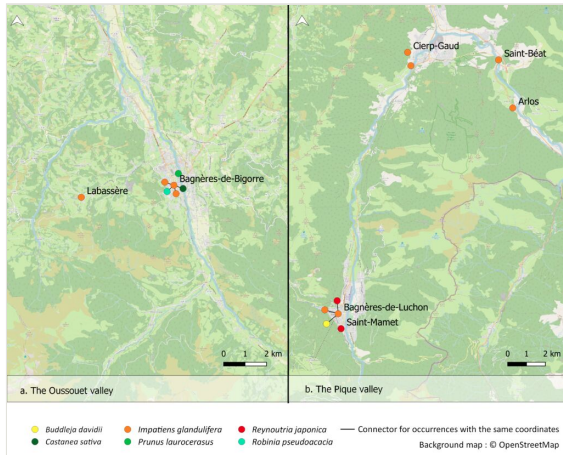 Cierp-Gaud
Saint-Béat
Arlos
Bagnères-de-Bigorre
Labassère
Bagnères-de-Luchon
Saint-Mamet
0 1 2 km
0 1 2 km
a. The Oussouet valley
b. The Pique valley
Buddleja davidii
Impatiens glandulifera
Reynoutria japonica
Connector for occurrences with the same coordinates
Castanea sativa
Prunus laurocerasus
Robinia pseudoacacia
Background map : © OpenStreetMap